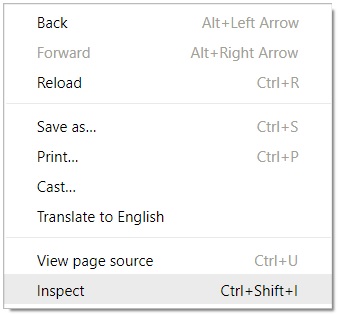 Back Alt+Left Arrow
Forward Alt+Right Arrow
Reload Ctrl+R
Save as... Ctrl+S
Print... Ctrl+P
Cast...
Translate to English
View page source Ctrl+U
Inspect Ctrl+Shift+I